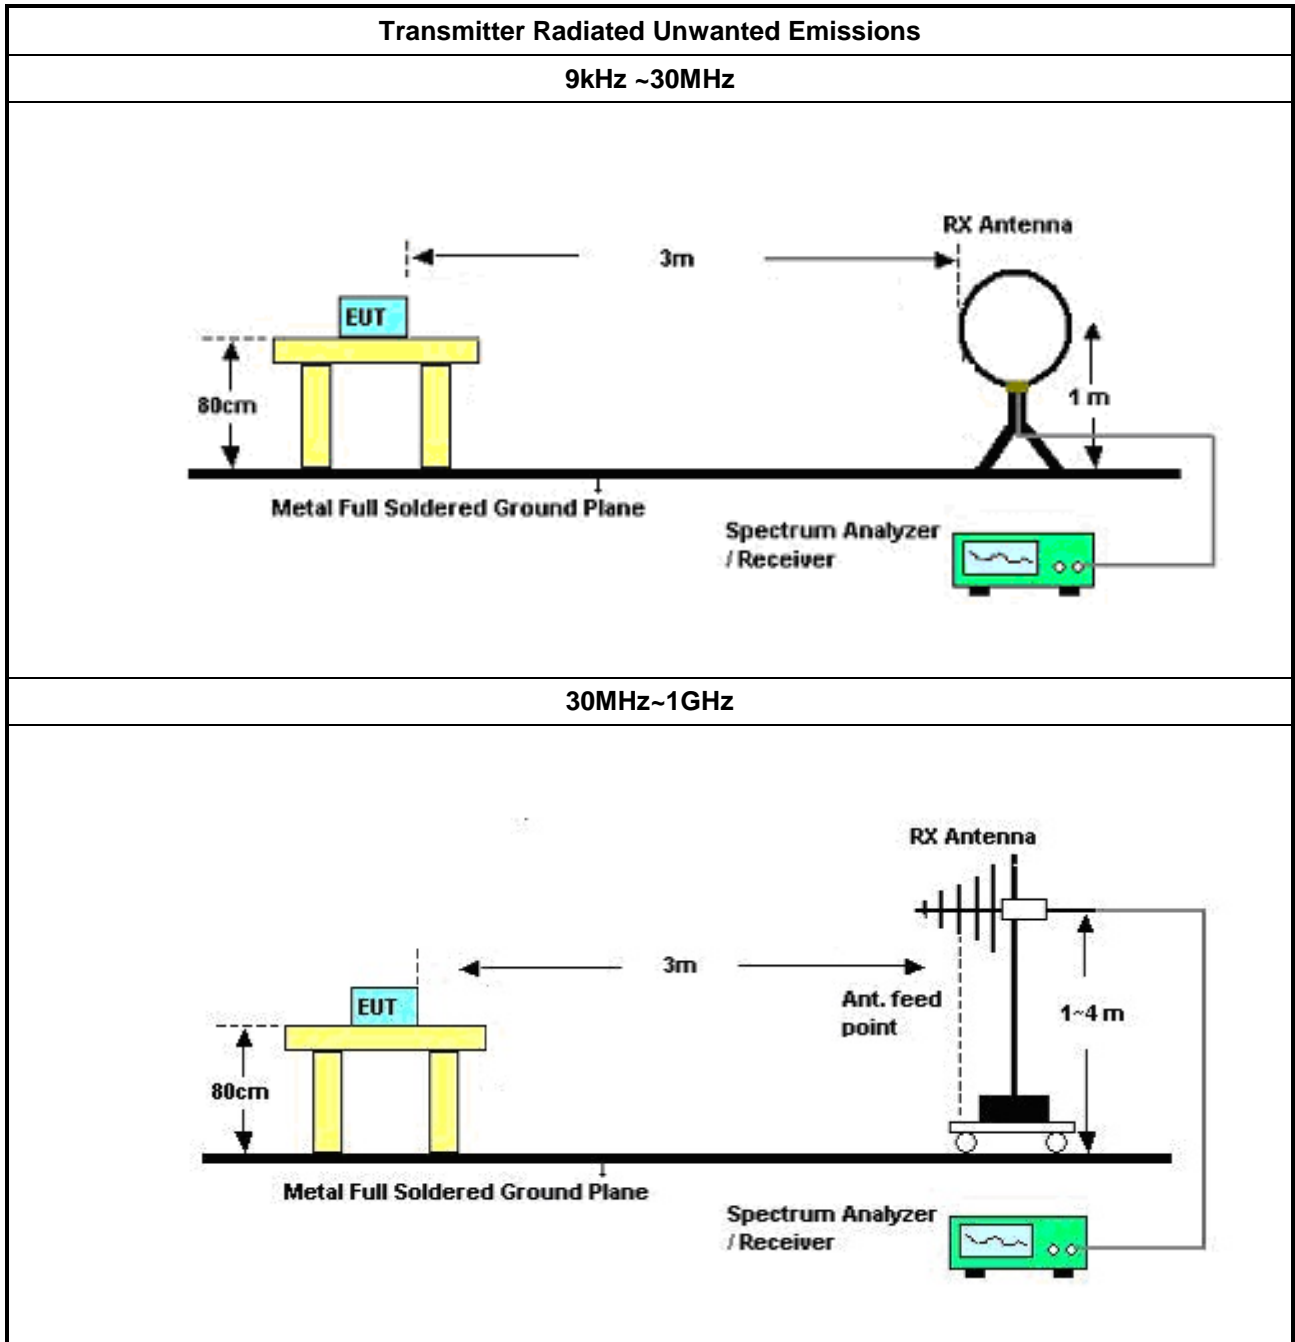 Transmitter Radiated Unwanted Emissions
9kHz ~30MHz
RX Antenna
3m
EUT
80cm
1 m
Metal Full Soldered Ground Plane
Spectrum Analyzer
/ Receiver
30MHz~1GHz
RX Antenna
3m
Ant. feed
point
EUT
1~4 m
80cm
Metal Full Soldered Ground Plane
Spectrum Analyzer
/ Receiver